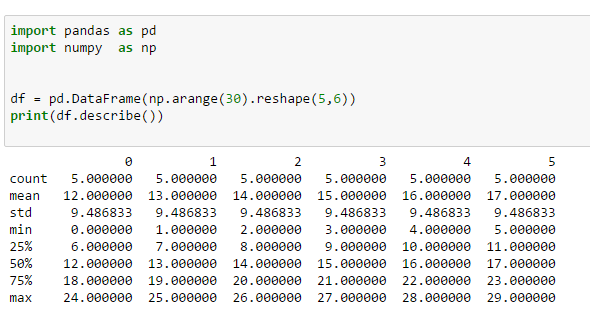 import pandas as pd
import numpy  as np
df = pd.DataFrame(np.arange(30).reshape(5,6))
print(df.describe())
0 1 2 3 4 5
count 5.000000 5.000000 5.000000 5.000000 5.000000 5.000000
mean 12.000000 13.000000 14.000000 15.000000 16.000000 17.000000
std 9.486833 9.486833 9.486833 9.486833 9.486833 9.486833
min 0.000000 1.000000 2.000000 3.000000 4.000000 5.000000
25% 6.000000 7.000000 8.000000 9.000000 10.000000 11.000000
50% 12.000000 13.000000 14.000000 15.000000 16.000000 17.000000
75% 18.000000 19.000000 20.000000 21.000000 22.000000 23.000000
max 24.000000 25.000000 26.000000 27.000000 28.000000 29.000000